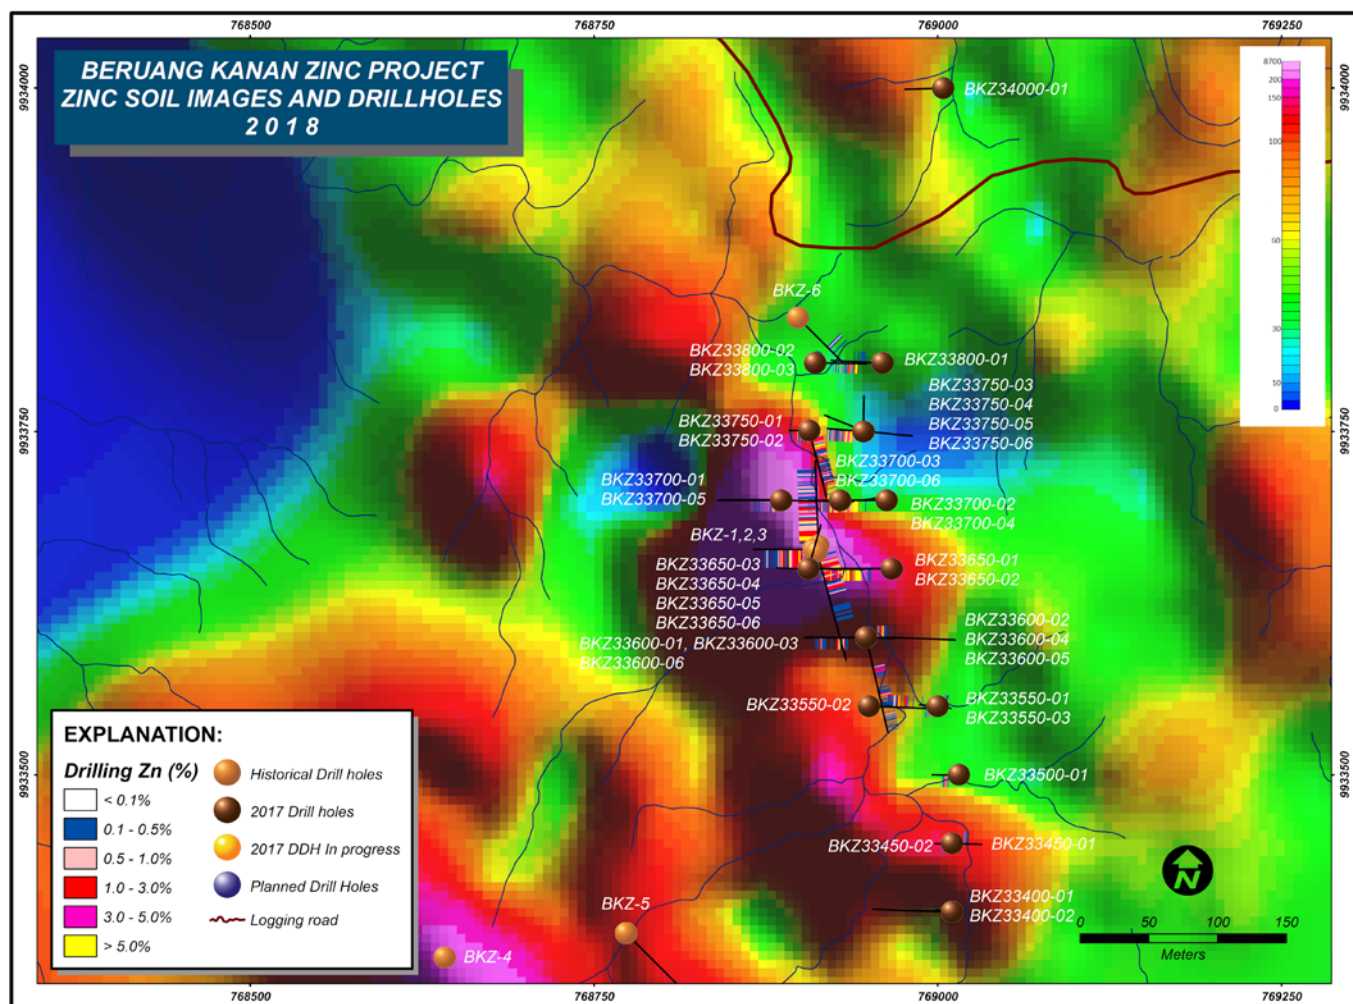 768500 768750 769000 769250
BERUANG KANAN ZINC PROJECT
ZINC SOIL IMAGES AND DRILLHOLES
2 0 1 8
9934000
9934000
8700
200
150
100
60
30
10
0
BKZ34000-01
BKZ-6
BKZ33800-02
BKZ33800-03
BKZ33800-01
BKZ33750-03
BKZ33750-04
BKZ33750-05
BKZ33750-06
BKZ33750-01
BKZ33750-02
9933750
9933750
BKZ33700-03
BKZ33700-06
BKZ33700-01
BKZ33700-05
BKZ33700-02
BKZ33700-04
BKZ-1,2,3
BKZ33650-01
BKZ33650-02
BKZ33650-03
BKZ33650-04
BKZ33650-05
BKZ33650-06
BKZ33600-02
BKZ33600-04
BKZ33600-05
BKZ33600-01, BKZ33600-03
BKZ33600-06
BKZ33550-02
BKZ33550-01
BKZ33550-03
9933500
9933500
BKZ33500-01
BKZ33450-02
BKZ33450-01
BKZ33400-01
BKZ33400-02
BKZ-5
BKZ-4
EXPLANATION:
Drilling Zn (%)
< 0.1%
0.1 - 0.5%
0.5 - 1.0%
1.0 - 3.0%
3.0 - 5.0%
> 5.0%
Historical Drill holes
2017 Drill holes
2017 DDH In progress
Planned Drill Holes
Logging road
N
0 50 100 150
Meters
768500 768750 769000 769250